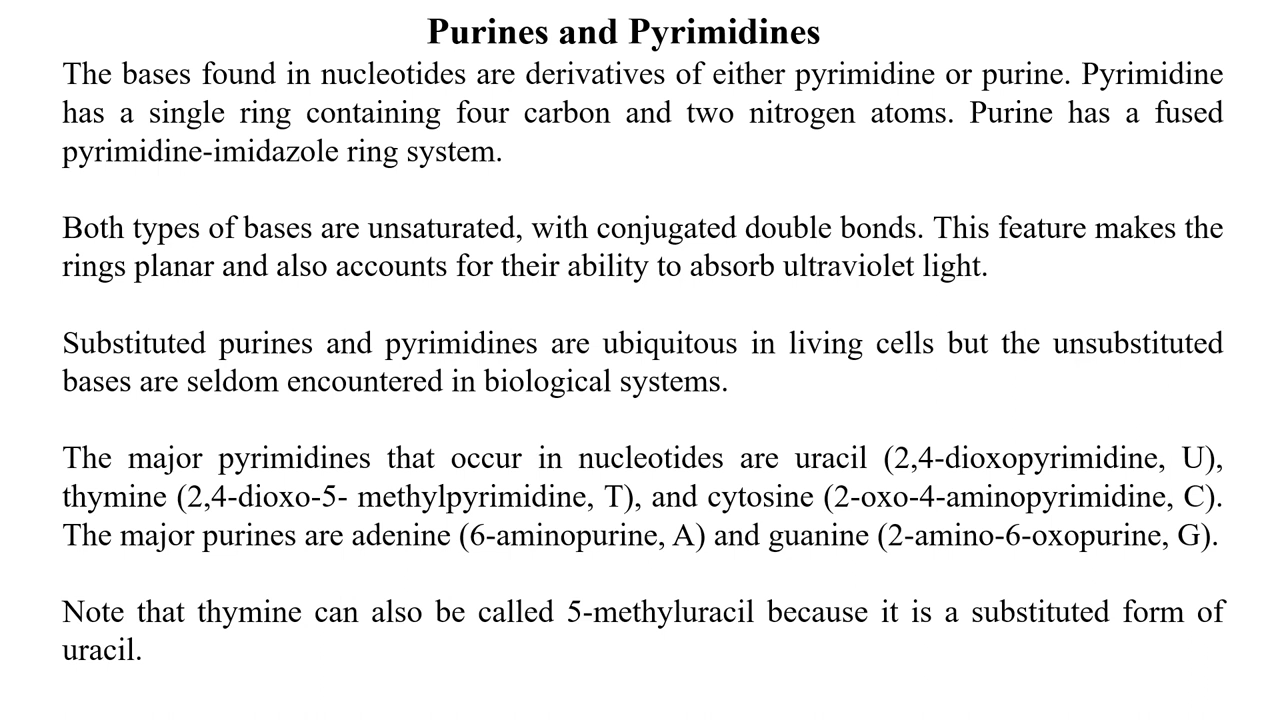 Purines and Pyrimidines
The bases found in nucleotides are derivatives of either pyrimidine or purine. Pyrimidine
has a single ring containing four carbon and two nitrogen atoms. Purine has a fused
pyrimidine-imidazole ring system.
Both types of bases are unsaturated, with conjugated double bonds. This feature makes the
rings planar and also accounts for their ability to absorb ultraviolet light.
Substituted purines and pyrimidines are ubiquitous in living cells but the unsubstituted
bases are seldom encountered in biological systems.
The major pyrimidines that occur in nucleotides are uracil (2,4-dioxopyrimidine, U),
thymine (2,4-dioxo-5- methylpyrimidine, T), and cytosine (2-oxo-4-aminopyrimidine, C).
The major purines are adenine (6-aminopurine, A) and guanine (2-amino-6-oxopurine, G).
Note that thymine can also be called 5-methyluracil because it is a substituted form of
uracil.